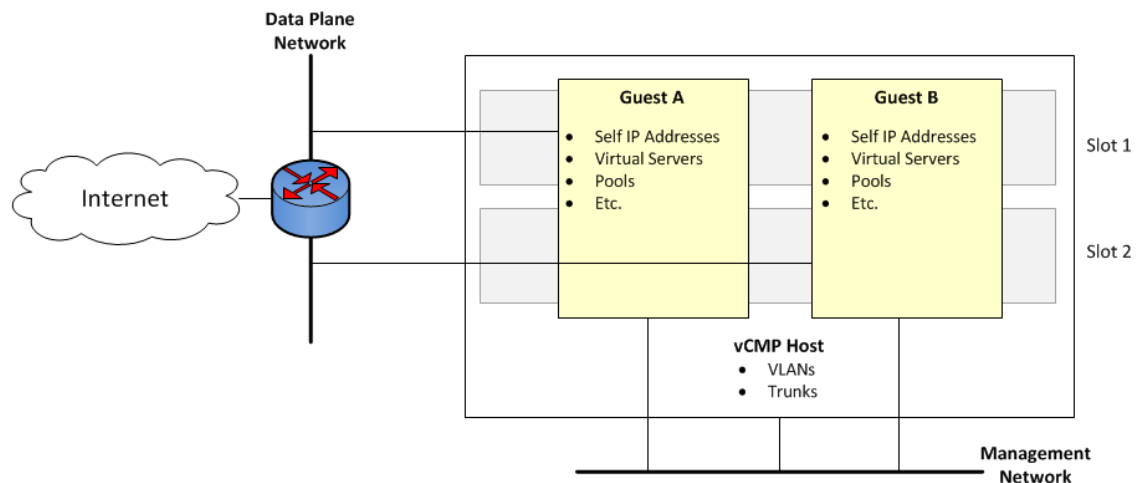 Data Plane
Network
Internet
Guest A
• Self IP Addresses
• Virtual Servers
• Pools
• Etc.
Guest B
• Self IP Addresses
• Virtual Servers
• Pools
• Etc.
Slot 1
Slot 2
vCMP Host
• VLANs
• Trunks
Management
Network